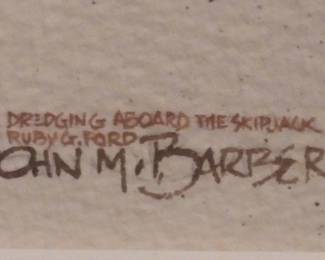 DREDGING ABOARD THE SKIPJACK
RUBY G. FORD
OHN M. BARBER